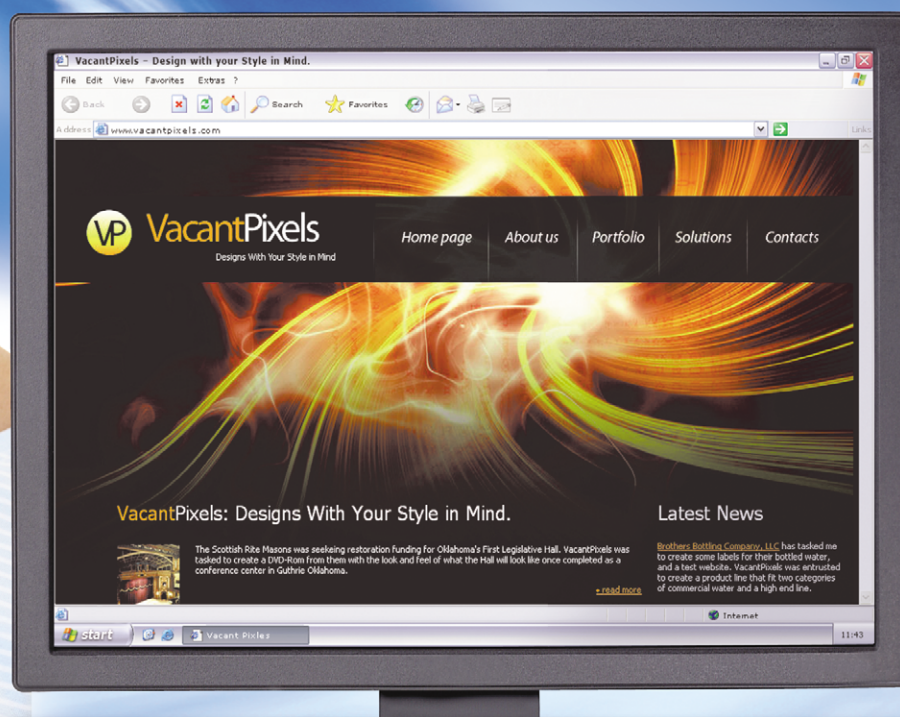 VacantPixels - Design with your Style in Mind.
File Edit View Favorites Extras ?
Back Search Favorites
Address www.vacantpixels.com Links
VP VacantPixels
Designs With Your Style in Mind
Home page About us Portfolio Solutions Contacts
VacantPixels: Designs With Your Style in Mind.
The Scottish Rite Masons was seekeing restoration funding for Oklahoma's First Legislative Hall. VacantPixels was
tasked to create a DVD-Rom from them with the look and feel of what the Hall will look like once completed as a
conference center in Guthrie Oklahoma.
+ read more
Latest News
Brothers Bottling Company, LLC has tasked me
to create some labels for their bottled water,
and a test website. VacantPixels was entrusted
to create a product line that fit two categories
of commercial water and a high end line.
Internet
start Vacant Pixles 11:43